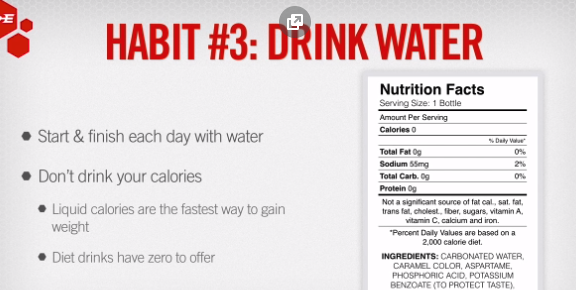 HABIT #3: DRINK WATER
Start & finish each day with water
Don't drink your calories
Liquid calories are the fastest way to gain
weight
Diet drinks have zero to offer
Nutrition Facts
Serving Size: 1 Bottle
Amount Per Serving
Calories 0
% Daily Value*
Total Fat 0g 0%
Sodium 55mg 2%
Total Carb. 0g 0%
Protein 0g
Not a significant source of fat cal., sat. fat,
trans fat, cholest., fiber, sugars, vitamin A,
vitamin C, calcium and iron.
*Percent Daily Values are based on a
2,000 calorie diet.
INGREDIENTS: CARBONATED WATER,
CARAMEL COLOR, ASPARTAME,
PHOSPHORIC ACID, POTASSIUM
BENZOATE (TO PROTECT TASTE),